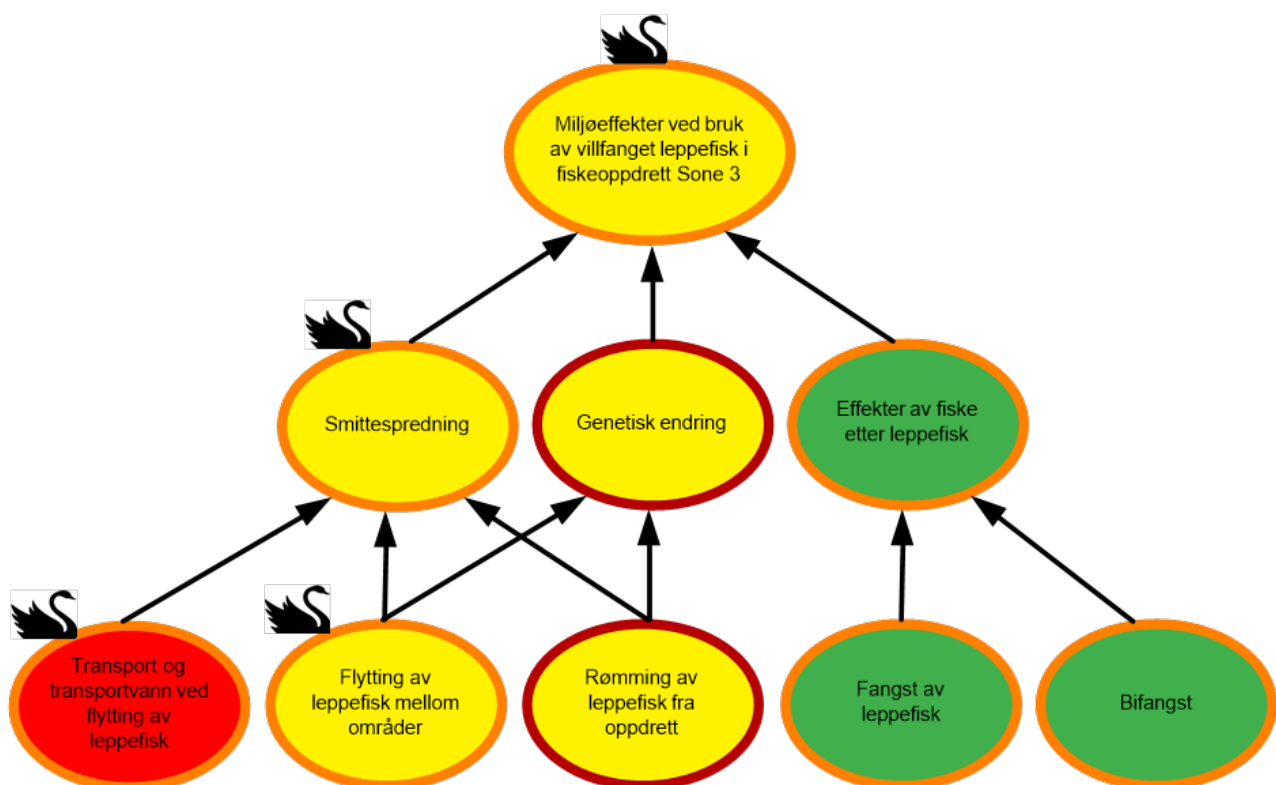 Miljøeffekter ved bruk
av villfanget leppefisk i
fiskeoppdrett Sone 3
Smittespredning
Genetisk endring
Effekter av fiske
etter leppefisk
Transport og
transportvann ved
flytting av
leppefisk
Flytting av
leppefisk mellom
områder
Rømming av
leppefisk fra
oppdrett
Fangst av
leppefisk
Bifangst